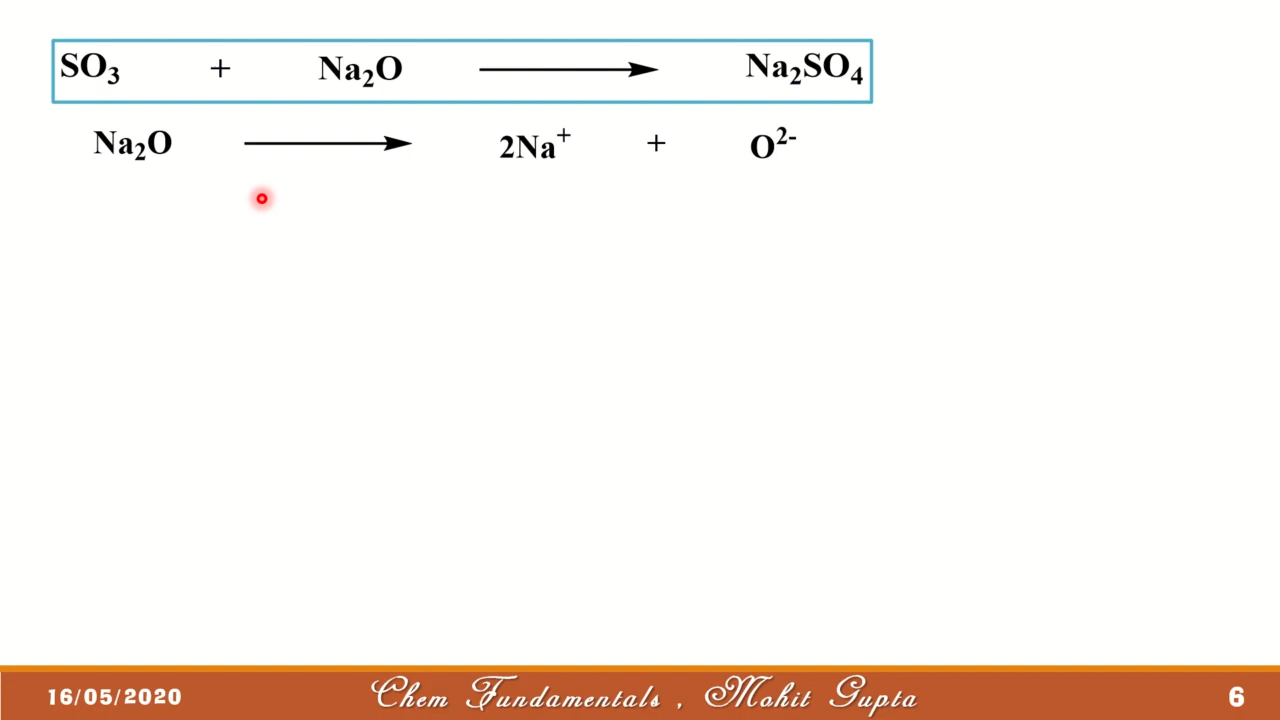 SO₃ + Na₂O ⟶ Na₂SO₄
Na₂O ⟶ 2Na⁺ + O²⁻
16/05/2020 Chem Fundamentals , Mohit Gupta 6